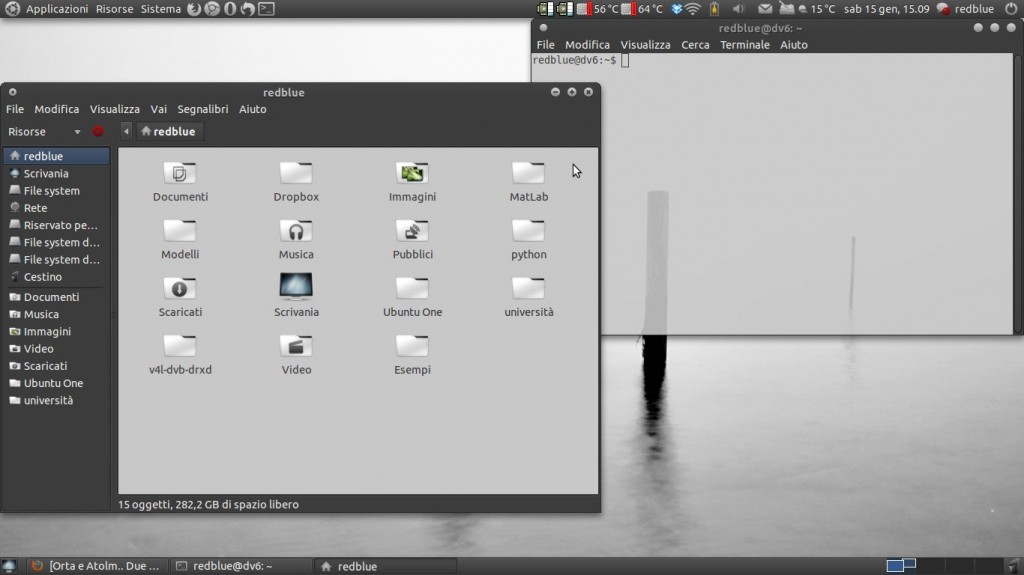 Applicazioni Risorse Sistema 56 °C 64 °C 15 °C sab 15 gen, 15.09 redblue
redblue@dv6: ~
File Modifica Visualizza Cerca Terminale Aiuto
redblue@dv6:~$
redblue
File Modifica Visualizza Vai Segnalibri Aiuto
Risorse redblue
redblue
Scrivania
File system
Rete
Riservato pe...
File system d...
File system d...
Cestino
Documenti
Musica
Immagini
Video
Scaricati
Ubuntu One
università
Documenti Dropbox Immagini MatLab
Modelli Musica Pubblici python
Scaricati Scrivania Ubuntu One università
v4l-dvb-drxd Video Esempi
15 oggetti, 282,2 GB di spazio libero
[Orta e Atolm.. Due ... redblue@dv6: ~ redblue